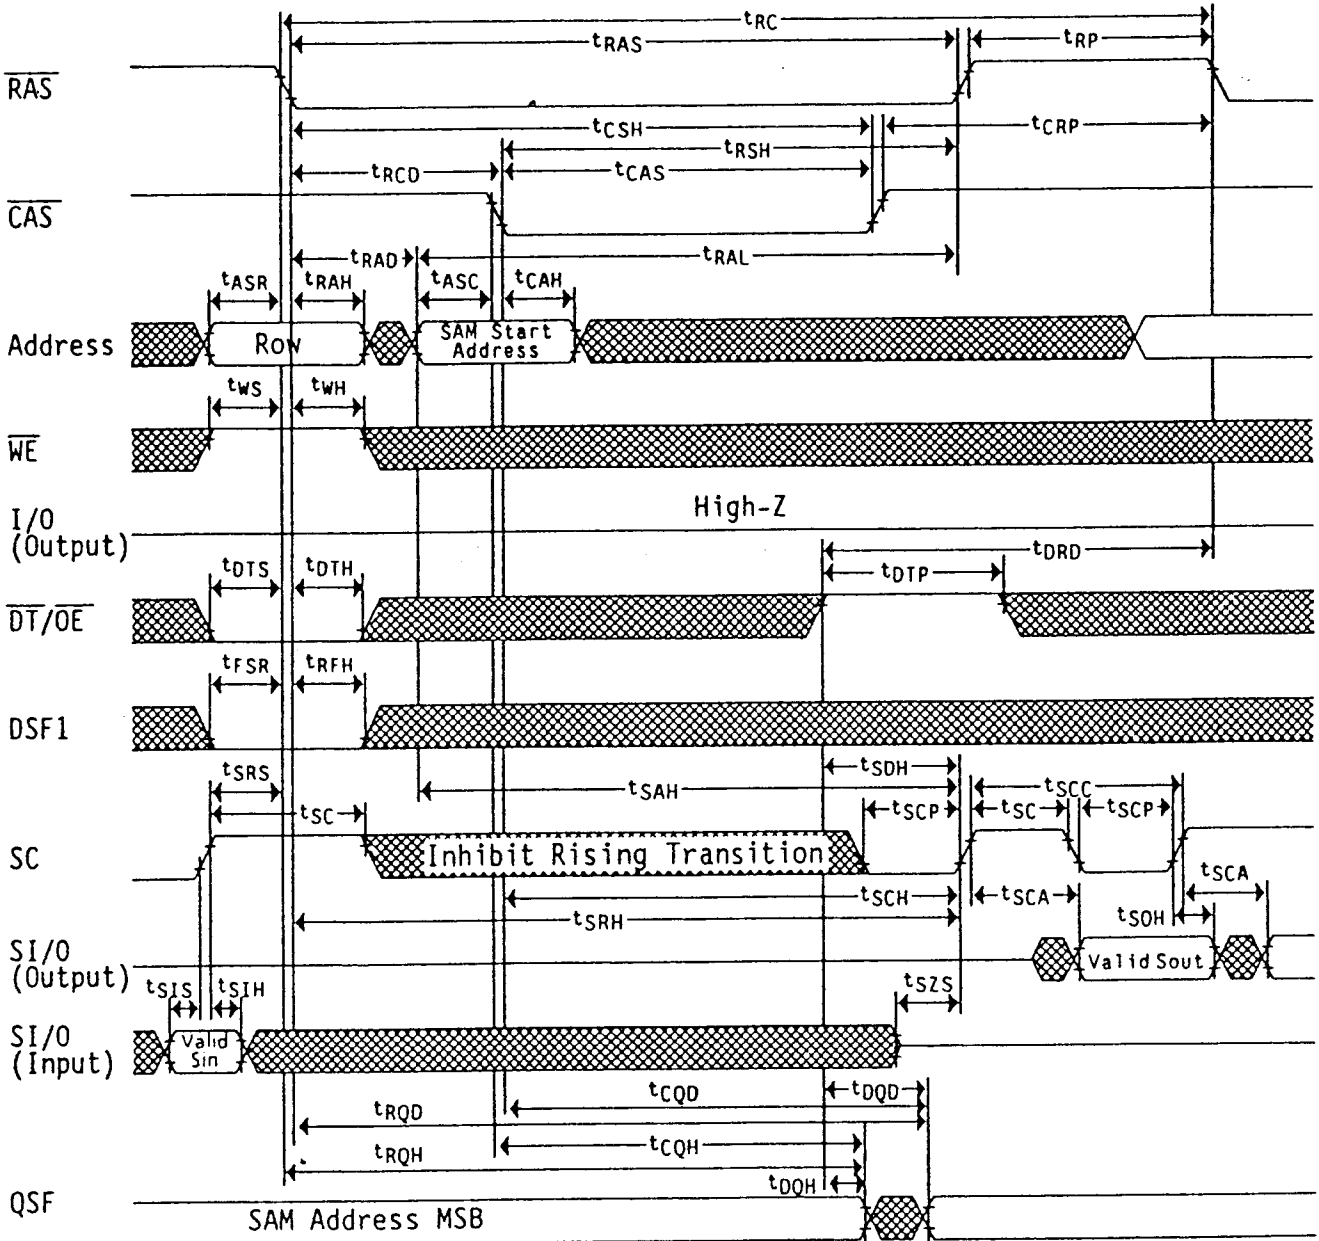 tRC
tRAS
tRP
RAS
tCSH
tCRP
tRSH
tRCD
tCAS
CAS
tRAD
tRAL
tASR
tRAH
tASC
tCAH
Address
Row
SAM Start
Address
tWS
tWH
WE
High-Z
I/O
(Output)
tDRD
tDTS
tDTH
tDTP
DT/OE
tFSR
tRFH
DSF1
tSDH
tSRS
tSAH
tSCC
tSC
tSCP
tSC
tSCP
SC
Inhibit Rising Transition
tSCA
tSCH
tSCA
tSRH
tSOH
SI/O
(Output)
Valid Sout
tSIS
tSIH
tSZS
SI/O
(Input)
Valid
Sin
tCQD
tDQD
tRQD
tCQH
tRQH
tDQH
QSF
SAM Address MSB